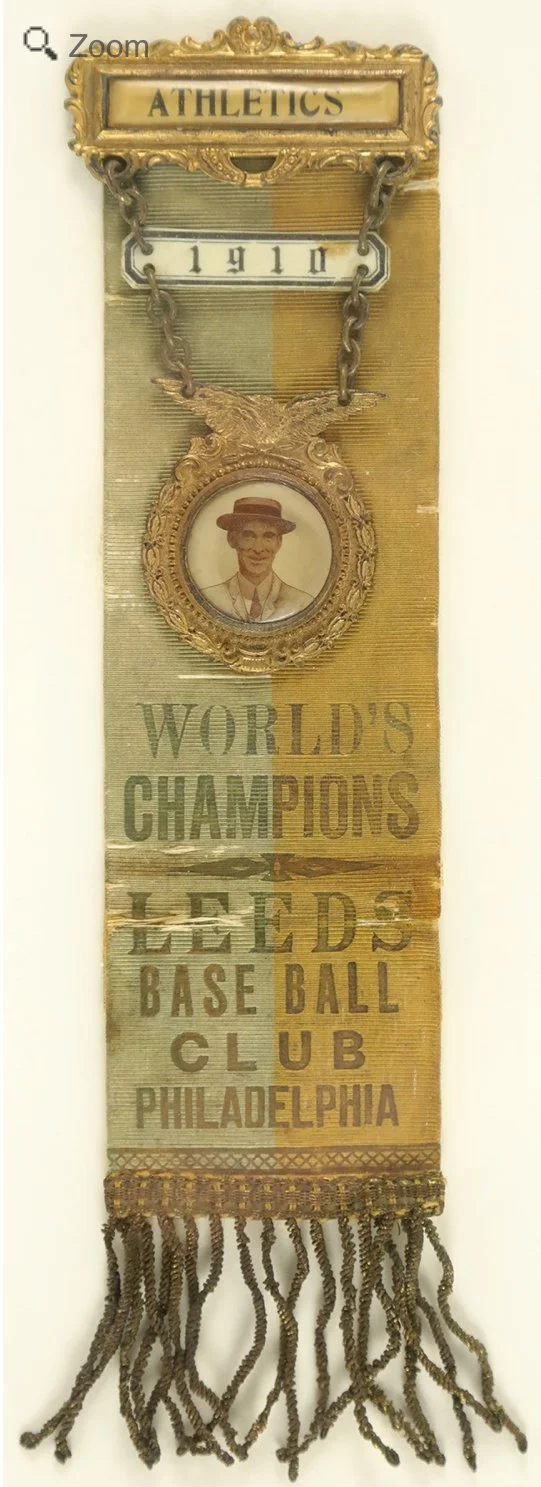 Zoom
ATHLETICS
1910
WORLD'S
CHAMPIONS
LEEDS
BASE BALL
CLUB
PHILADELPHIA